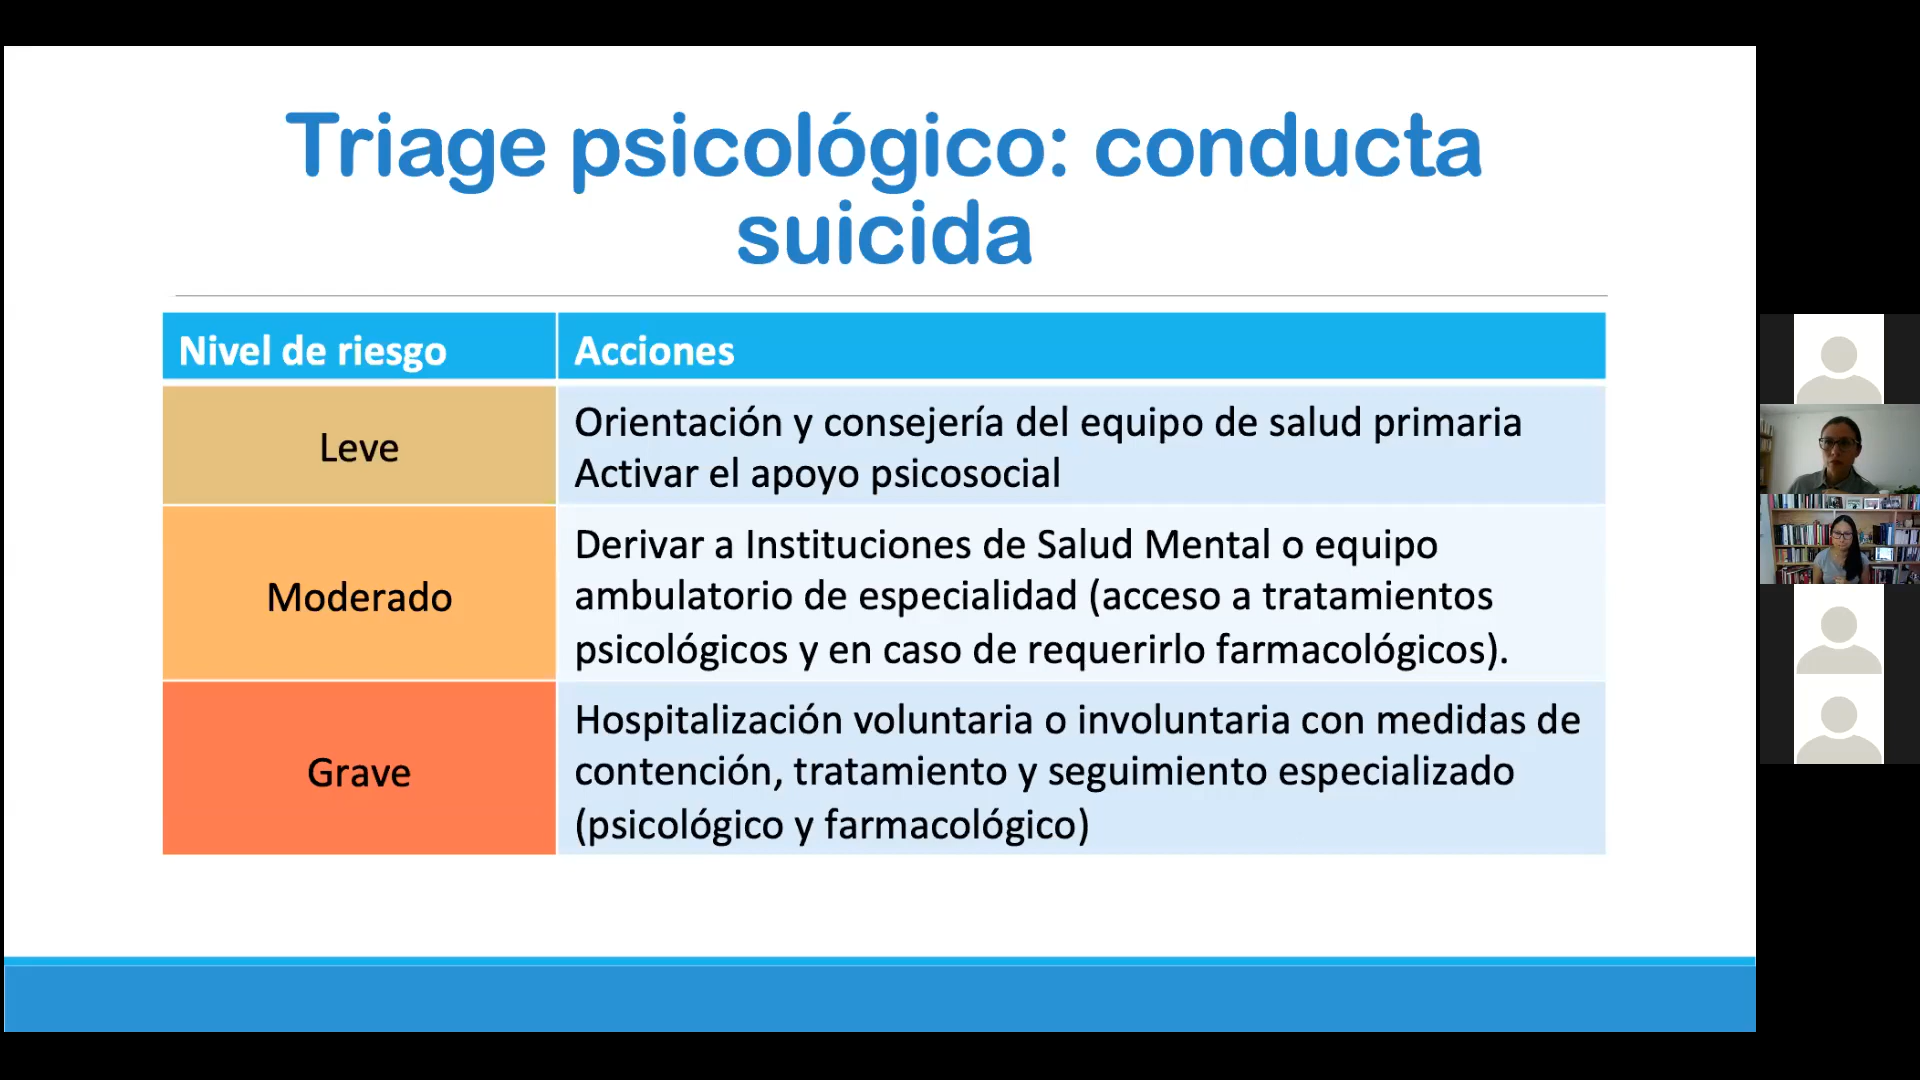 Triage psicológico: conducta
suicida
Nivel de riesgo
Acciones
Leve
Orientación y consejería del equipo de salud primaria
Activar el apoyo psicosocial
Moderado
Derivar a Instituciones de Salud Mental o equipo
ambulatorio de especialidad (acceso a tratamientos
psicológicos y en caso de requerirlo farmacológicos).
Grave
Hospitalización voluntaria o involuntaria con medidas de
contención, tratamiento y seguimiento especializado
(psicológico y farmacológico)